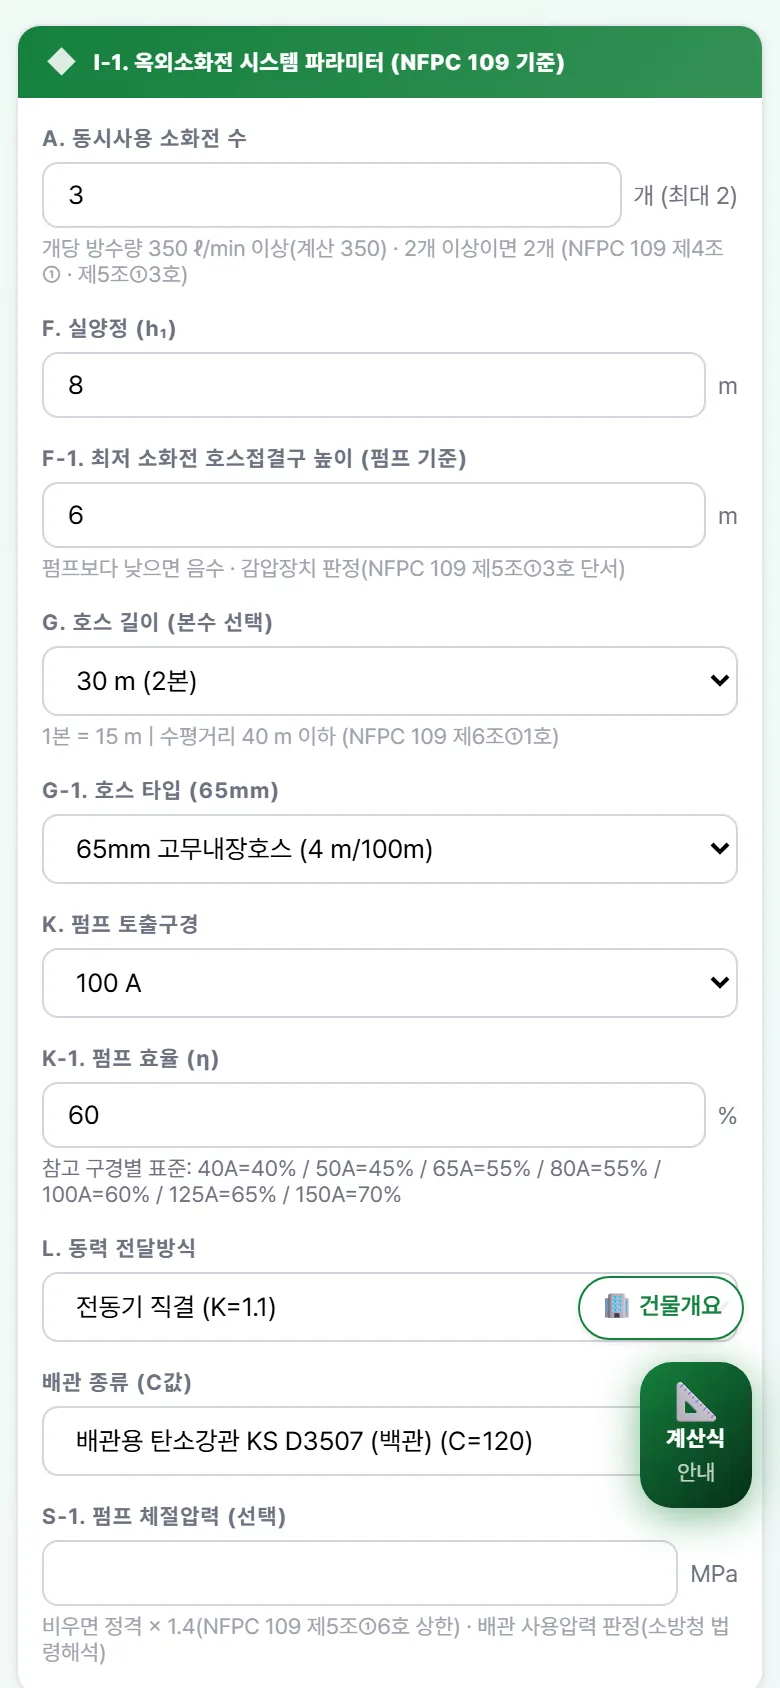 I-1. 옥외소화전 시스템 파라미터 (NFPC 109 기준)
A. 동시사용 소화전 수
3
개 (최대 2)
개당 방수량 350 ℓ/min 이상(계산 350) · 2개 이상이면 2개 (NFPC 109 제4조
① · 제5조①3호)
F. 실양정 (h₁)
8
m
F-1. 최저 소화전 호스접결구 높이 (펌프 기준)
6
m
펌프보다 낮으면 음수 · 감압장치 판정(NFPC 109 제5조①3호 단서)
G. 호스 길이 (본수 선택)
30 m (2본)
1본 = 15 m | 수평거리 40 m 이하 (NFPC 109 제6조①1호)
G-1. 호스 타입 (65mm)
65mm 고무내장호스 (4 m/100m)
K. 펌프 토출구경
100 A
K-1. 펌프 효율 (η)
60
%
참고 구경별 표준: 40A=40% / 50A=45% / 65A=55% / 80A=55% /
100A=60% / 125A=65% / 150A=70%
L. 동력 전달방식
전동기 직결 (K=1.1)
건물개요
배관 종류 (C값)
배관용 탄소강관 KS D3507 (백관) (C=120)
계산식
안내
S-1. 펌프 체절압력 (선택)
MPa
비우면 정격 × 1.4(NFPC 109 제5조①6호 상한) · 배관 사용압력 판정(소방청 법
령해석)